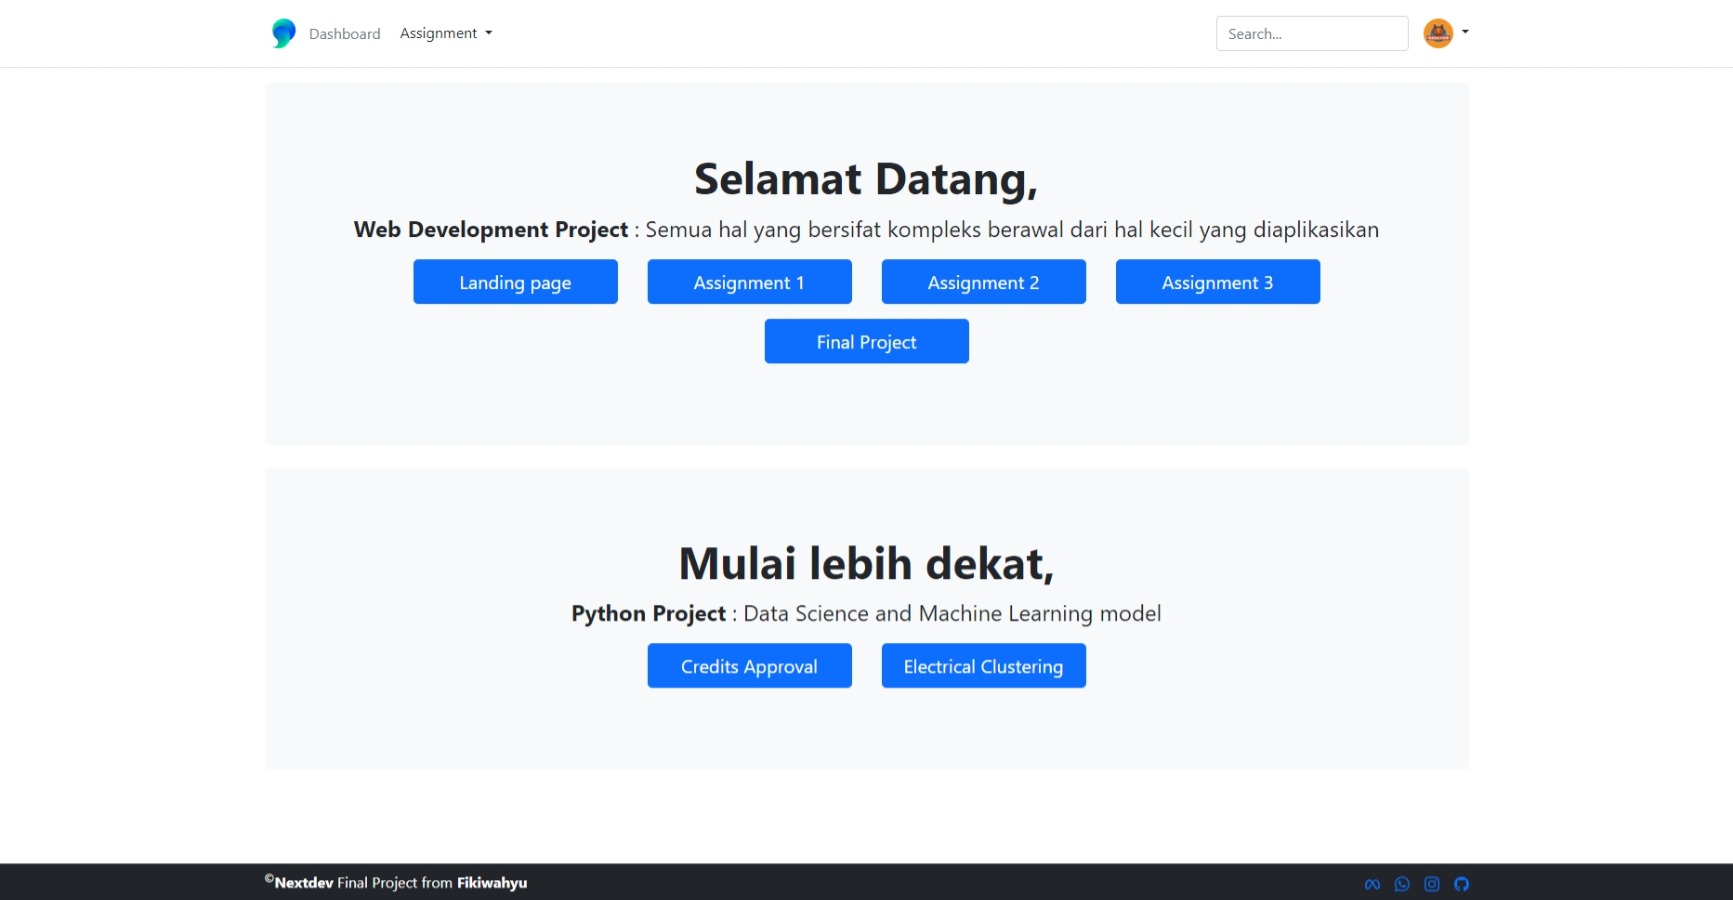 Dashboard Assignment Search...
Selamat Datang,
Web Development Project : Semua hal yang bersifat kompleks berawal dari hal kecil yang diaplikasikan
Landing page Assignment 1 Assignment 2 Assignment 3
Final Project
Mulai lebih dekat,
Python Project : Data Science and Machine Learning model
Credits Approval Electrical Clustering
©Nextdev Final Project from Fikiwahyu